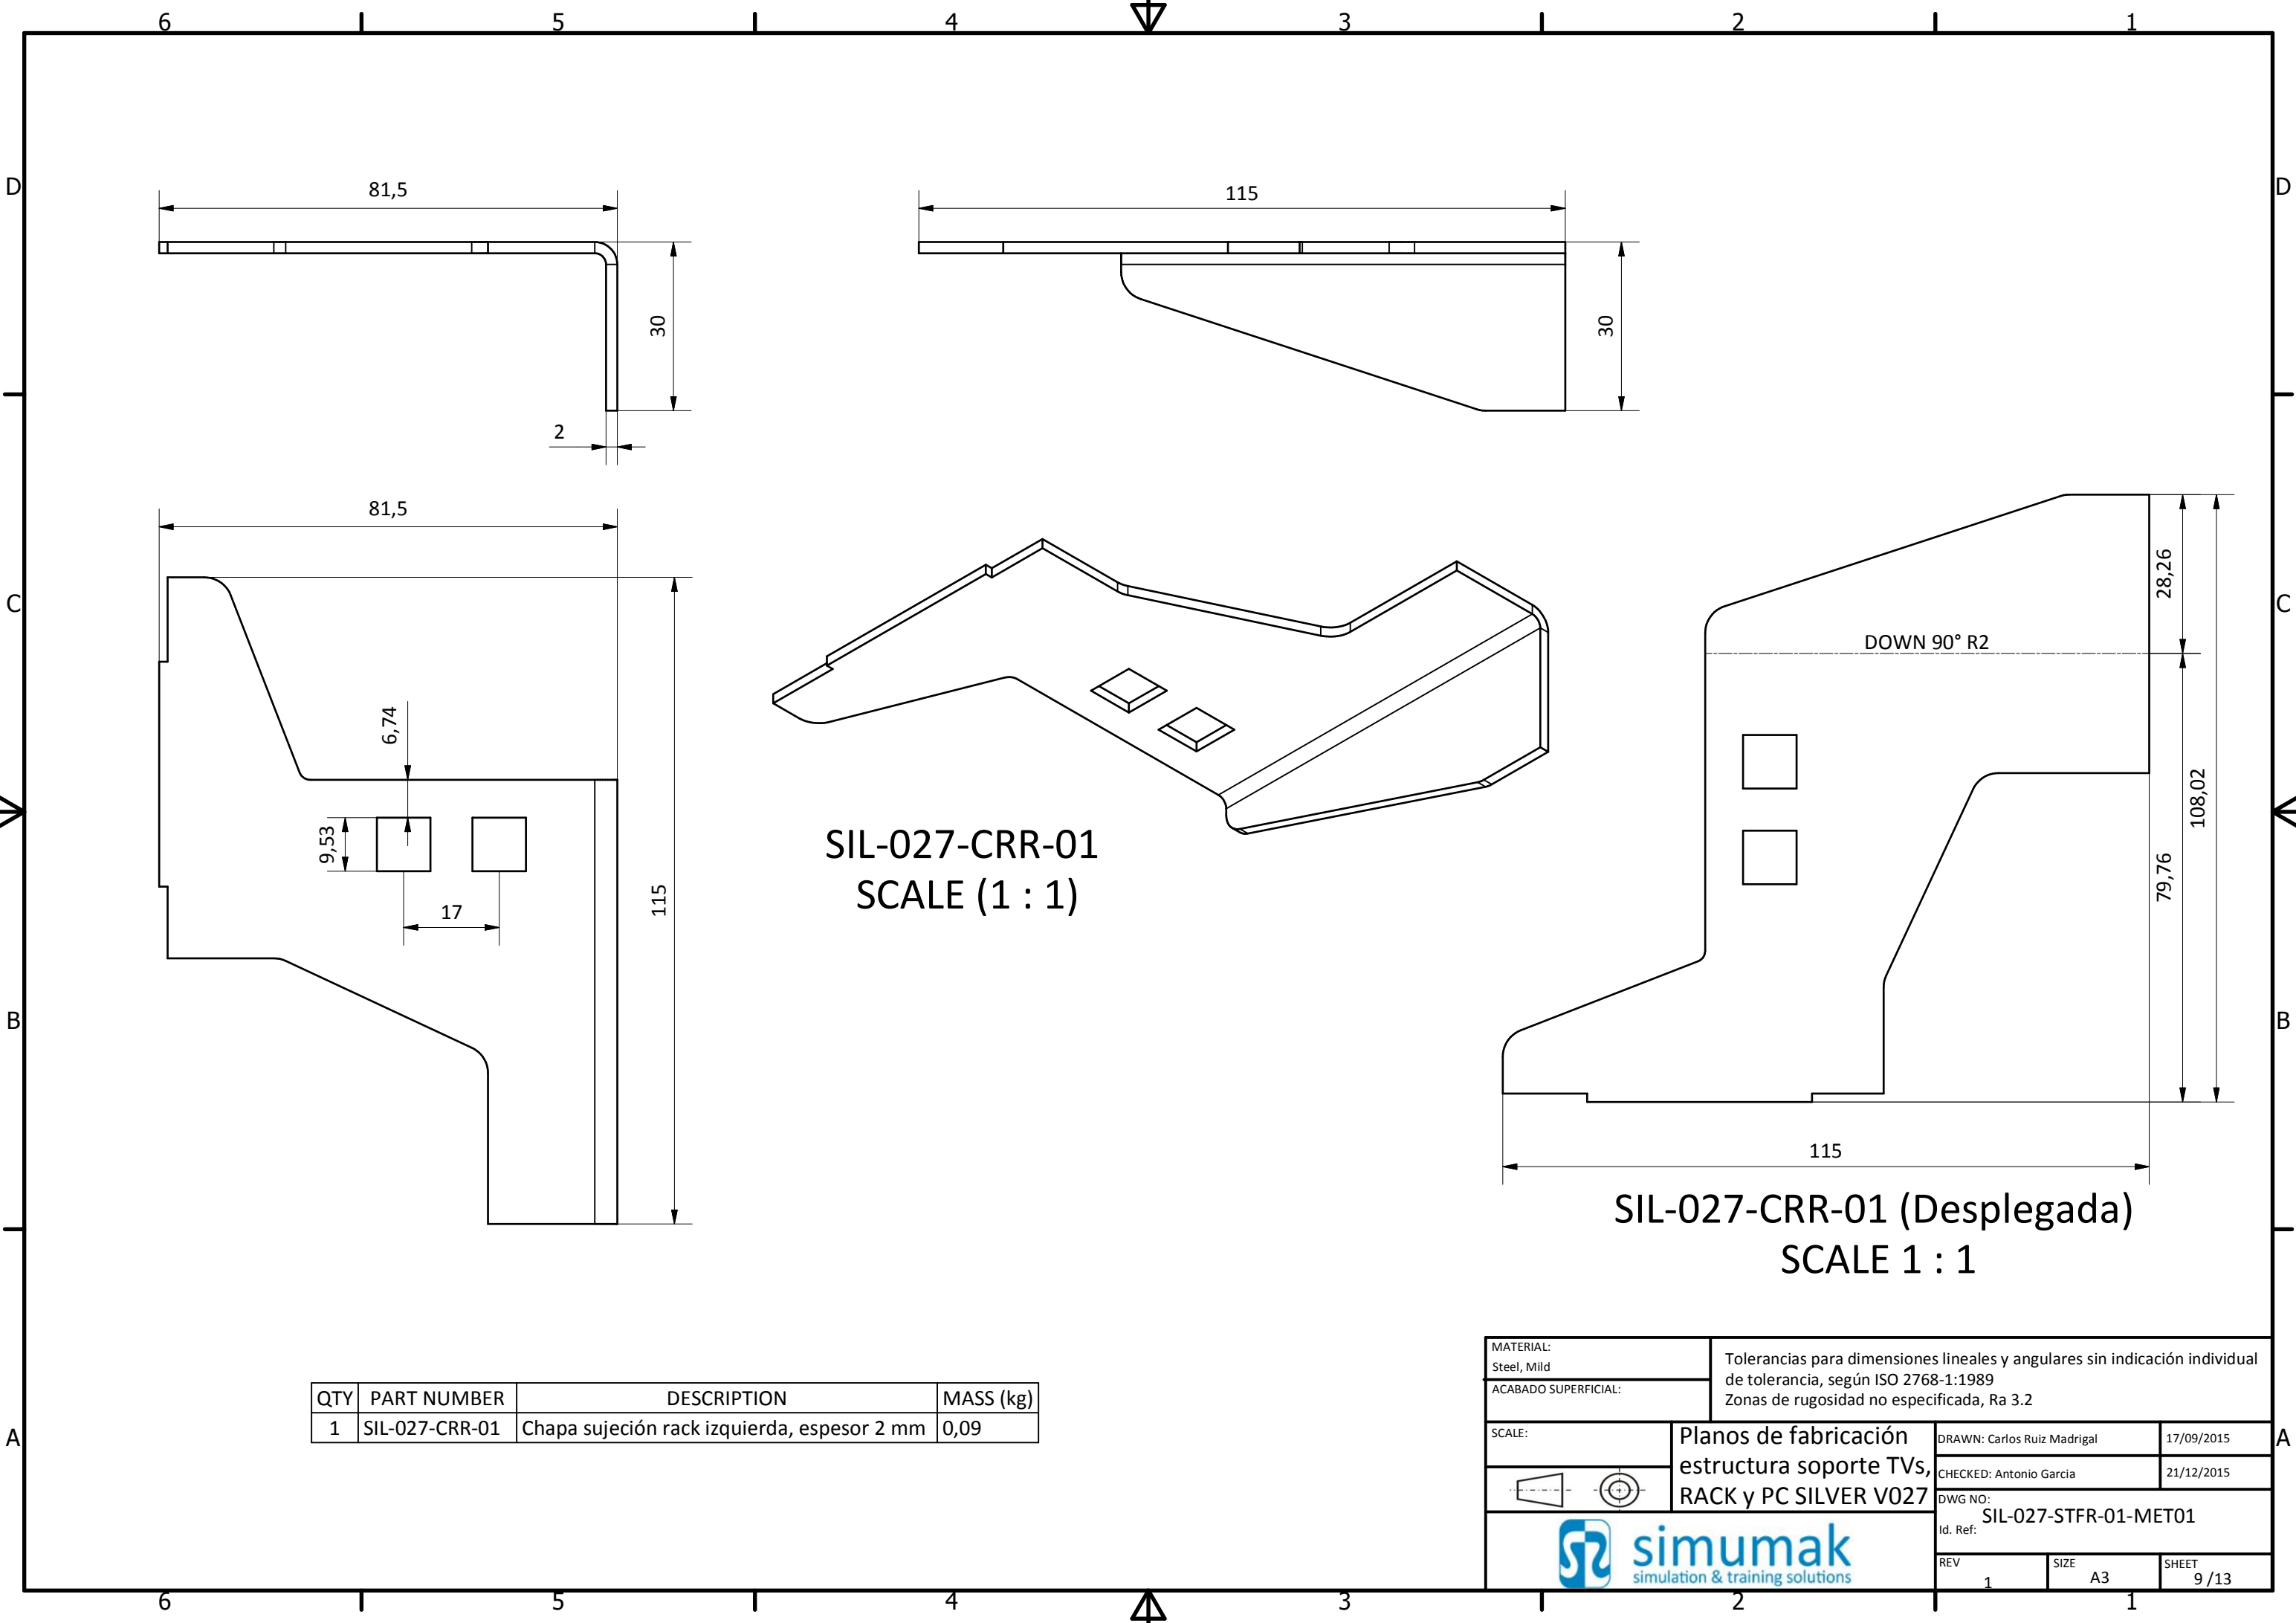 6 5 4 3 2 1
D D
81,5
115
30
30
2
81,5
C C
28,26
DOWN 90° R2
6,74
9,53
17
115
108,02
79,76
SIL-027-CRR-01
SCALE (1 : 1)
B B
115
SIL-027-CRR-01 (Desplegada)
SCALE 1 : 1
QTY PART NUMBER DESCRIPTION MASS (kg)
1 SIL-027-CRR-01 Chapa sujeción rack izquierda, espesor 2 mm 0,09
A A
MATERIAL:
Steel, Mild
ACABADO SUPERFICIAL:
Tolerancias para dimensiones lineales y angulares sin indicación individual
de tolerancia, según ISO 2768-1:1989
Zonas de rugosidad no especificada, Ra 3.2
SCALE:
Planos de fabricación
estructura soporte TVs,
RACK y PC SILVER V027
DRAWN: Carlos Ruiz Madrigal 17/09/2015
CHECKED: Antonio Garcia 21/12/2015
DWG NO:
SIL-027-STFR-01-MET01
Id. Ref:
REV
1
SIZE
A3
SHEET
9 /13
simumak
simulation & training solutions
6 5 4 3 2 1